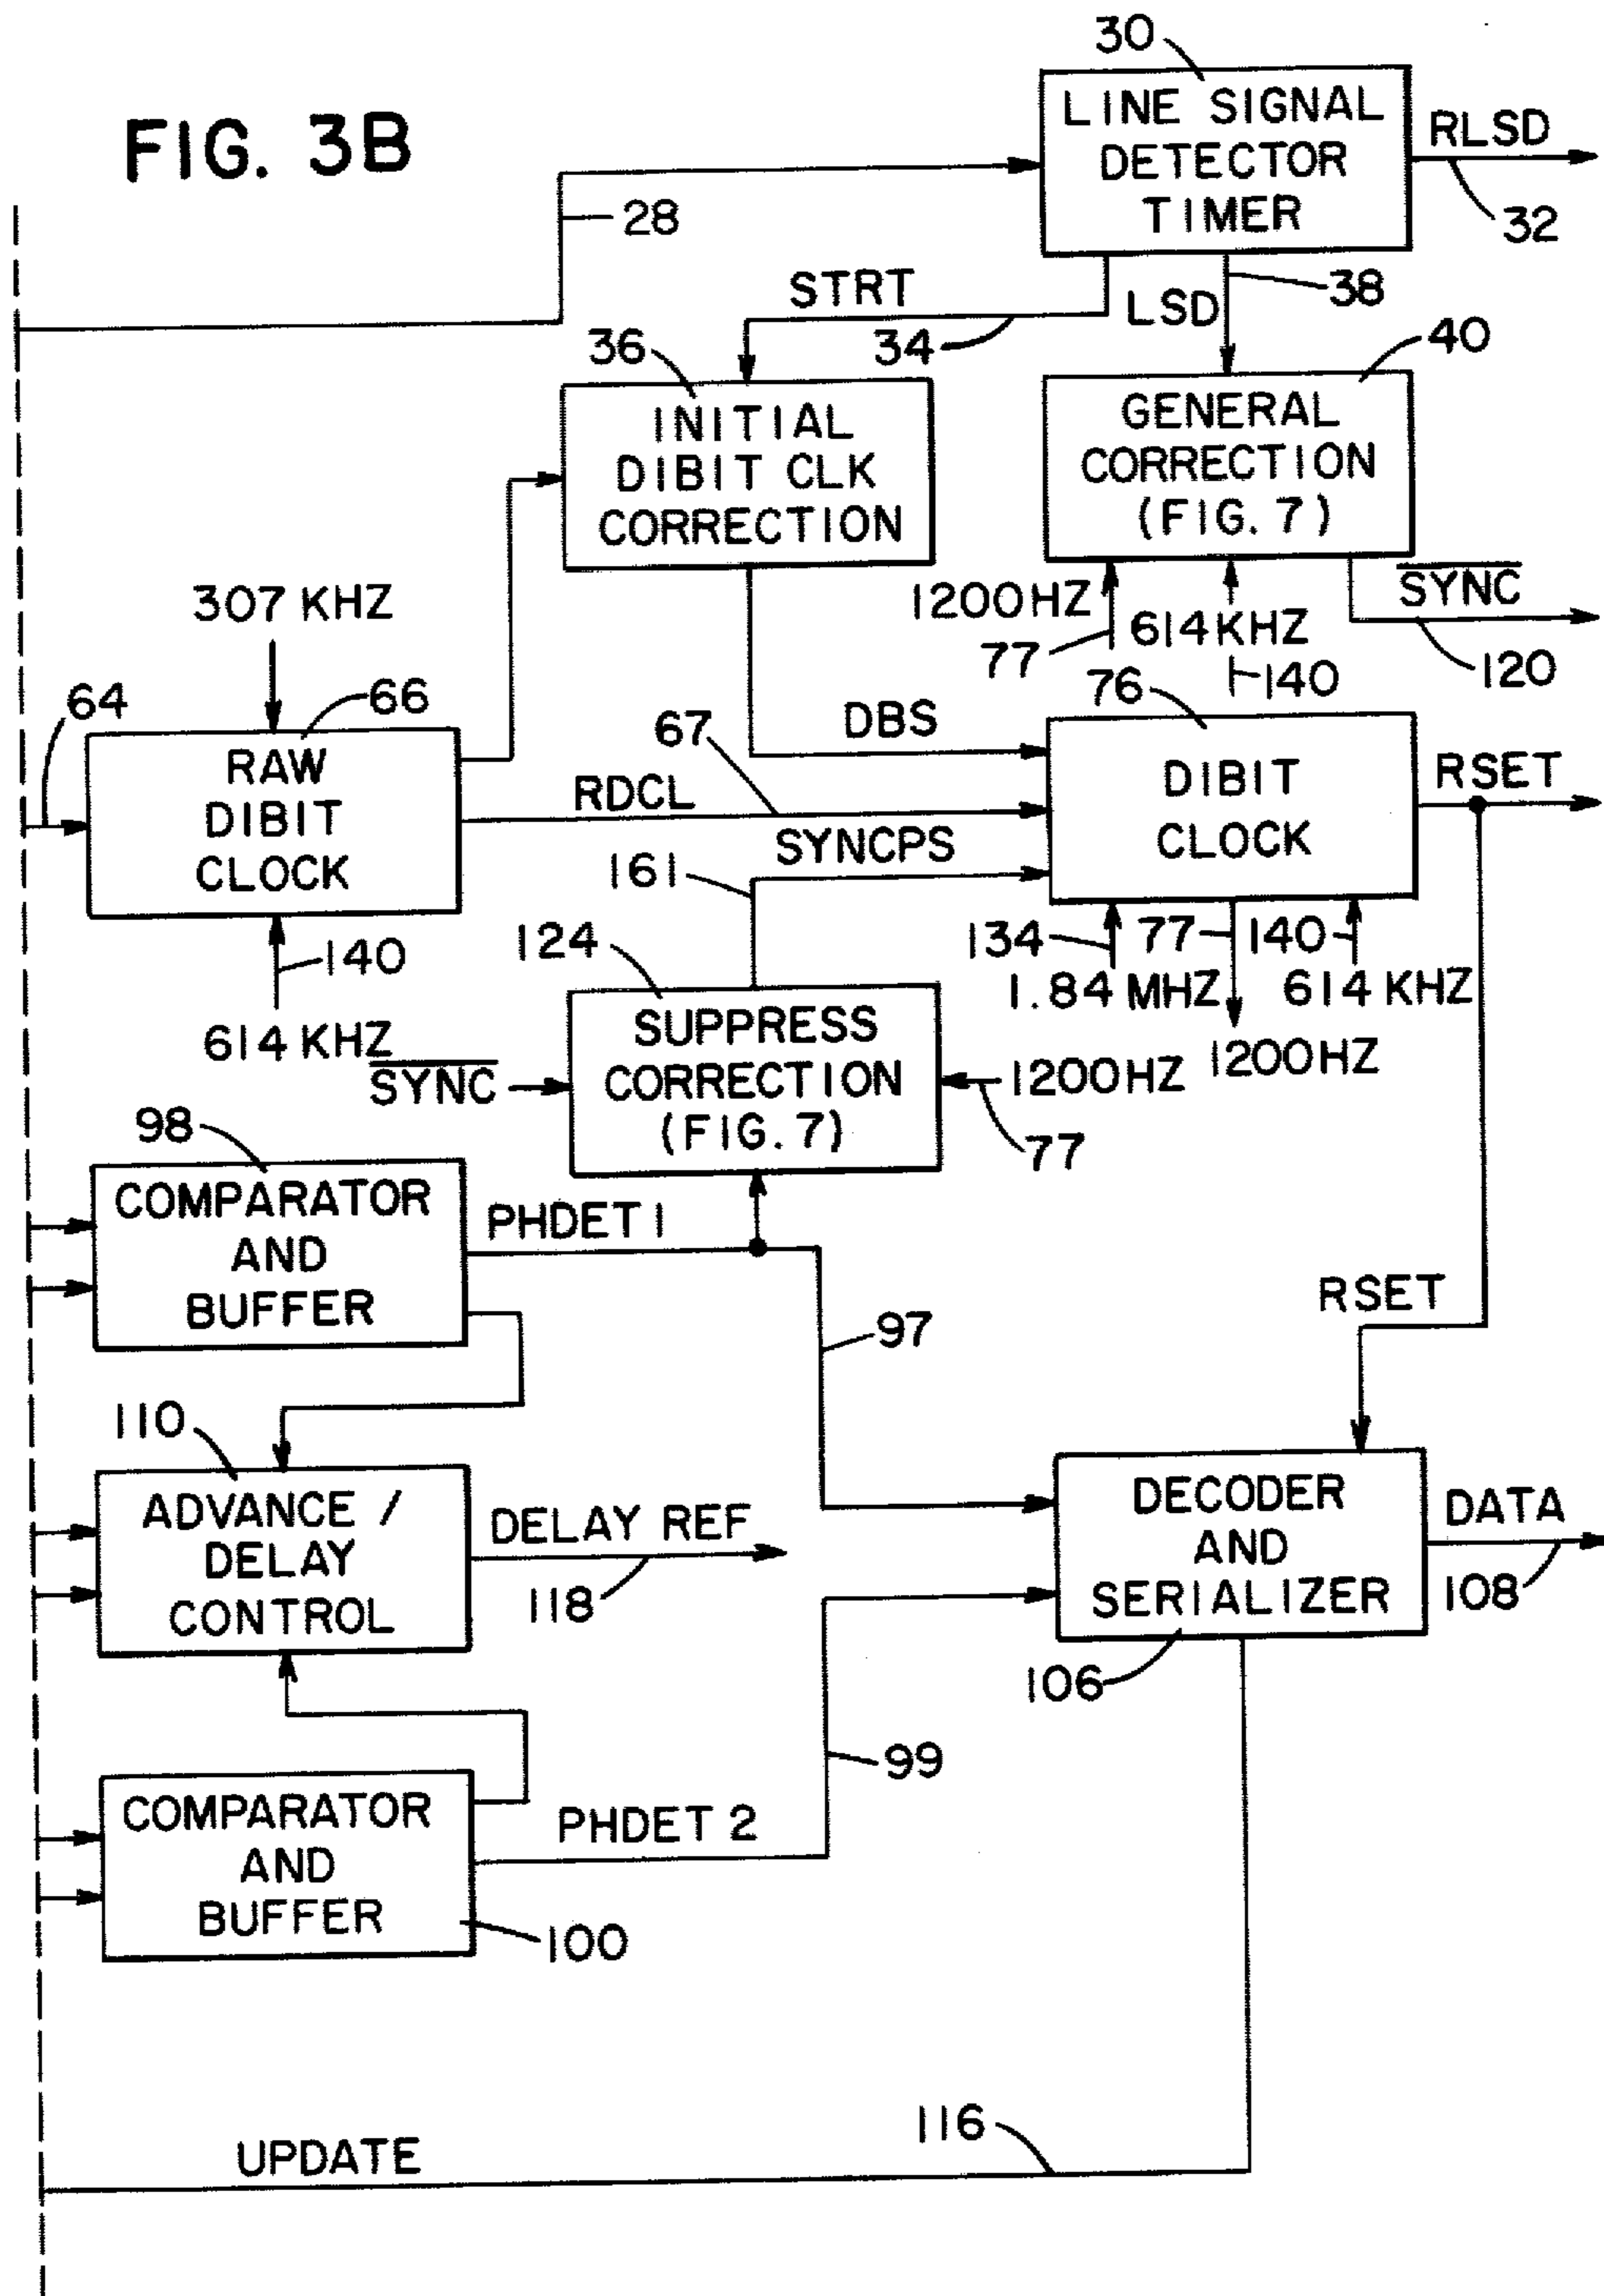 FIG. 3B
30
LINE SIGNAL
DETECTOR
TIMER
RLSD
32
28
STRT
34
LSD
38
36
INITIAL
DIBIT CLK
CORRECTION
40
GENERAL
CORRECTION
(FIG. 7)
1200HZ
77
614 KHZ
140
SYNC
120
307 KHZ
64
66
RAW
DIBIT
CLOCK
140
614 KHZ
67
DBS
RDCL
SYNCPS
161
76
DIBIT
CLOCK
RSET
134
1.84 MHZ
77
1200HZ
140
614 KHZ
124
SUPPRESS
CORRECTION
(FIG. 7)
SYNC
1200HZ
77
98
COMPARATOR
AND
BUFFER
PHDET 1
97
RSET
110
ADVANCE /
DELAY
CONTROL
DELAY REF
118
DECODER
AND
SERIALIZER
DATA
108
106
COMPARATOR
AND
BUFFER
100
PHDET 2
99
UPDATE
116